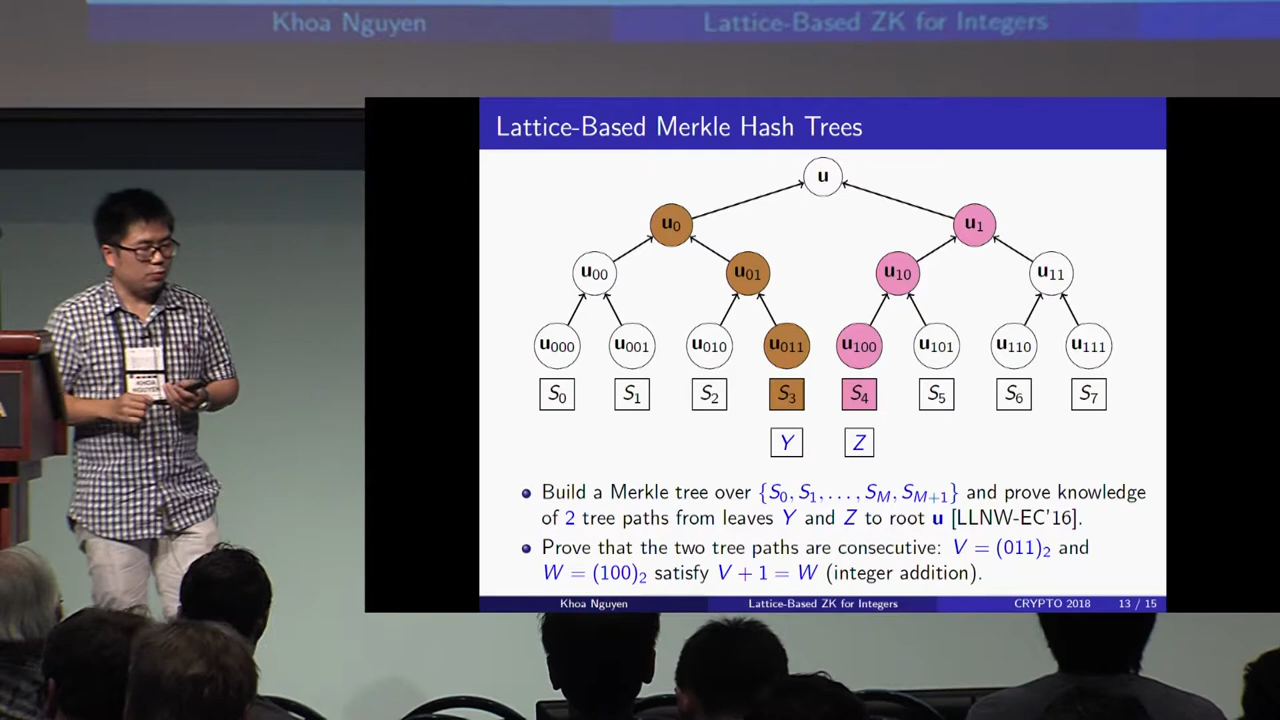 Khoa Nguyen Lattice-Based ZK for Integers
Lattice-Based Merkle Hash Trees
u
u0 u1
u00 u01 u10 u11
u000 u001 u010 u011 u100 u101 u110 u111
S0 S1 S2 S3 S4 S5 S6 S7
Y Z
Build a Merkle tree over {S0, S1, . . . , SM, SM+1} and prove knowledge
of 2 tree paths from leaves Y and Z to root u [LLNW-EC'16].
Prove that the two tree paths are consecutive: V = (011)2 and
W = (100)2 satisfy V + 1 = W (integer addition).
Khoa Nguyen Lattice-Based ZK for Integers CRYPTO 2018 13 / 15
KHOA
NGUYEN
A